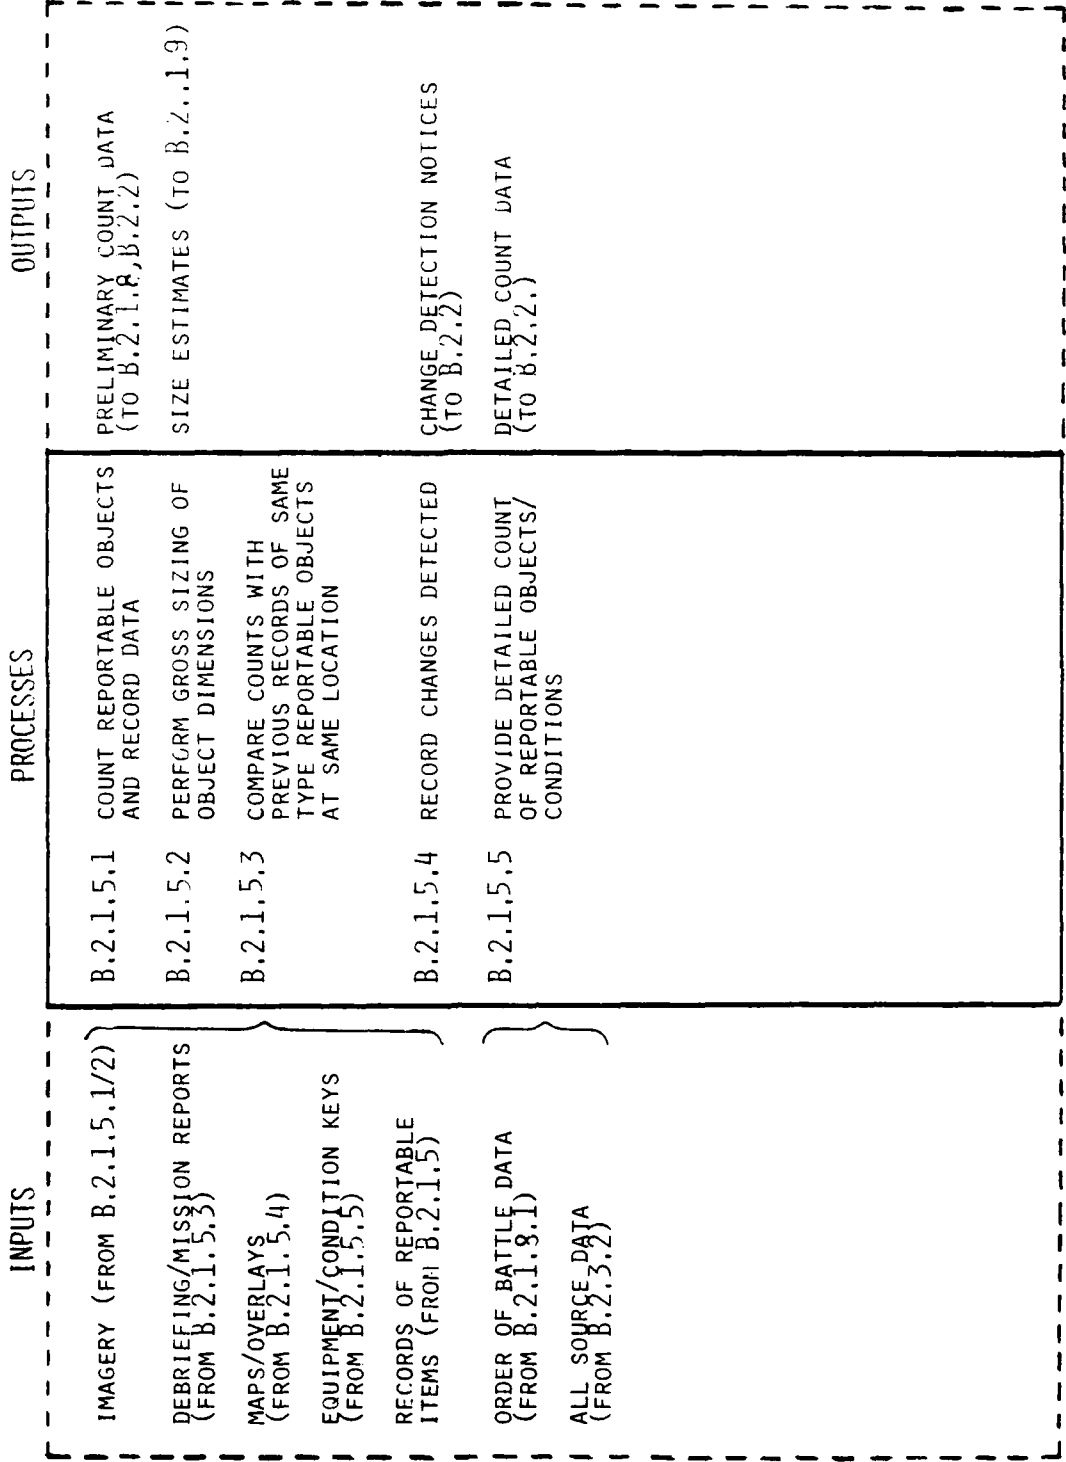 INPUTS
IMAGERY (FROM B.2.1.5.1/2)
DEBRIEFING/MISSION REPORTS
(FROM B.2.1.5.3)
MAPS/OVERLAYS
(FROM B.2.1.5.4)
EQUIPMENT/CONDITION KEYS
(FROM B.2.1.5.5)
RECORDS OF REPORTABLE
ITEMS (FROM B.2.1.5)
ORDER OF BATTLE DATA
(FROM B.2.1.8.1)
ALL SOURCE DATA
(FROM B.2.3.2)
PROCESSES
B.2.1.5.1 COUNT REPORTABLE OBJECTS
AND RECORD DATA
B.2.1.5.2 PERFORM GROSS SIZING OF
OBJECT DIMENSIONS
B.2.1.5.3 COMPARE COUNTS WITH
PREVIOUS RECORDS OF SAME
TYPE REPORTABLE OBJECTS
AT SAME LOCATION
B.2.1.5.4 RECORD CHANGES DETECTED
B.2.1.5.5 PROVIDE DETAILED COUNT
OF REPORTABLE OBJECTS/
CONDITIONS
OUTPUTS
PRELIMINARY COUNT DATA
(TO B.2.1.8,B.2.2)
SIZE ESTIMATES (TO B.2..1.9)
CHANGE DETECTION NOTICES
(TO B.2.2)
DETAILED COUNT DATA
(TO B.2.2.)